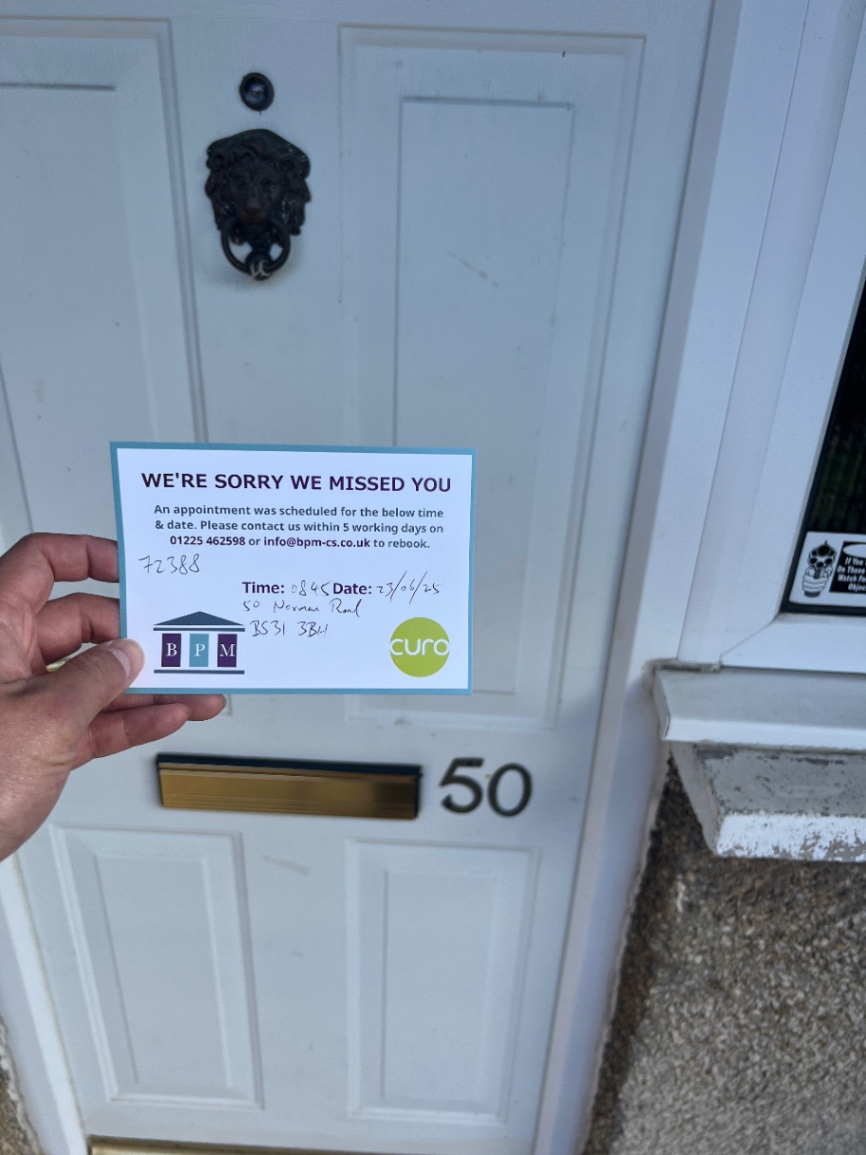 WE'RE SORRY WE MISSED YOU
An appointment was scheduled for the below time
& date. Please contact us within 5 working days on
01225 462598 or info@bpm-cs.co.uk to rebook.
72388
Time: 0845 Date: 23/06/25
50 Norman Road
BS31 3BH
B P M
curo
50
If You